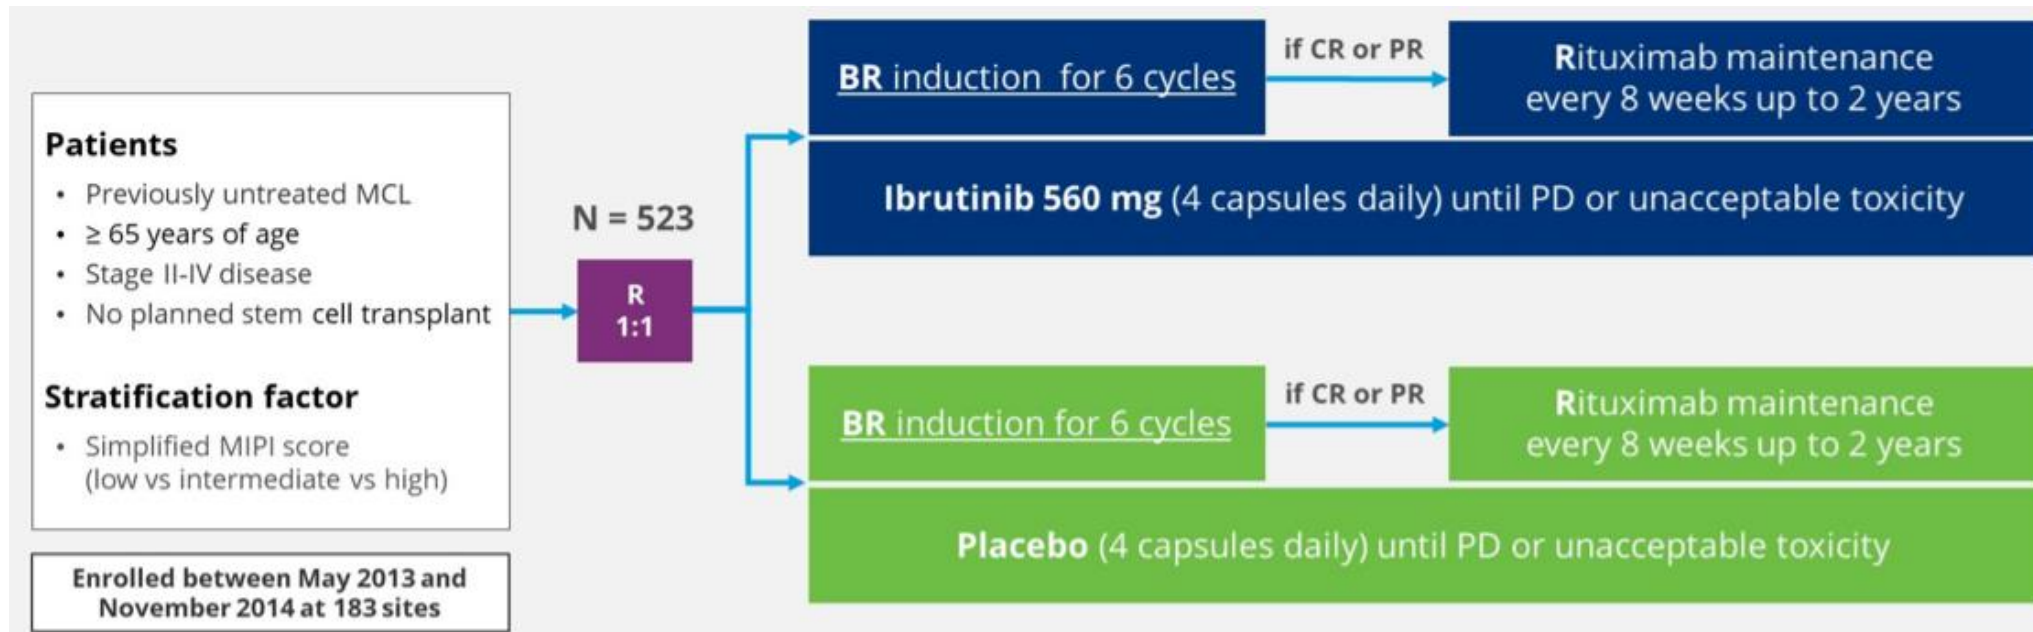 Patients
• Previously untreated MCL
• ≥ 65 years of age
• Stage II-IV disease
• No planned stem cell transplant
Stratification factor
• Simplified MIPI score
(low vs intermediate vs high)
Enrolled between May 2013 and
November 2014 at 183 sites
N = 523
R
1:1
BR induction for 6 cycles
if CR or PR
Rituximab maintenance
every 8 weeks up to 2 years
Ibrutinib 560 mg (4 capsules daily) until PD or unacceptable toxicity
BR induction for 6 cycles
if CR or PR
Rituximab maintenance
every 8 weeks up to 2 years
Placebo (4 capsules daily) until PD or unacceptable toxicity